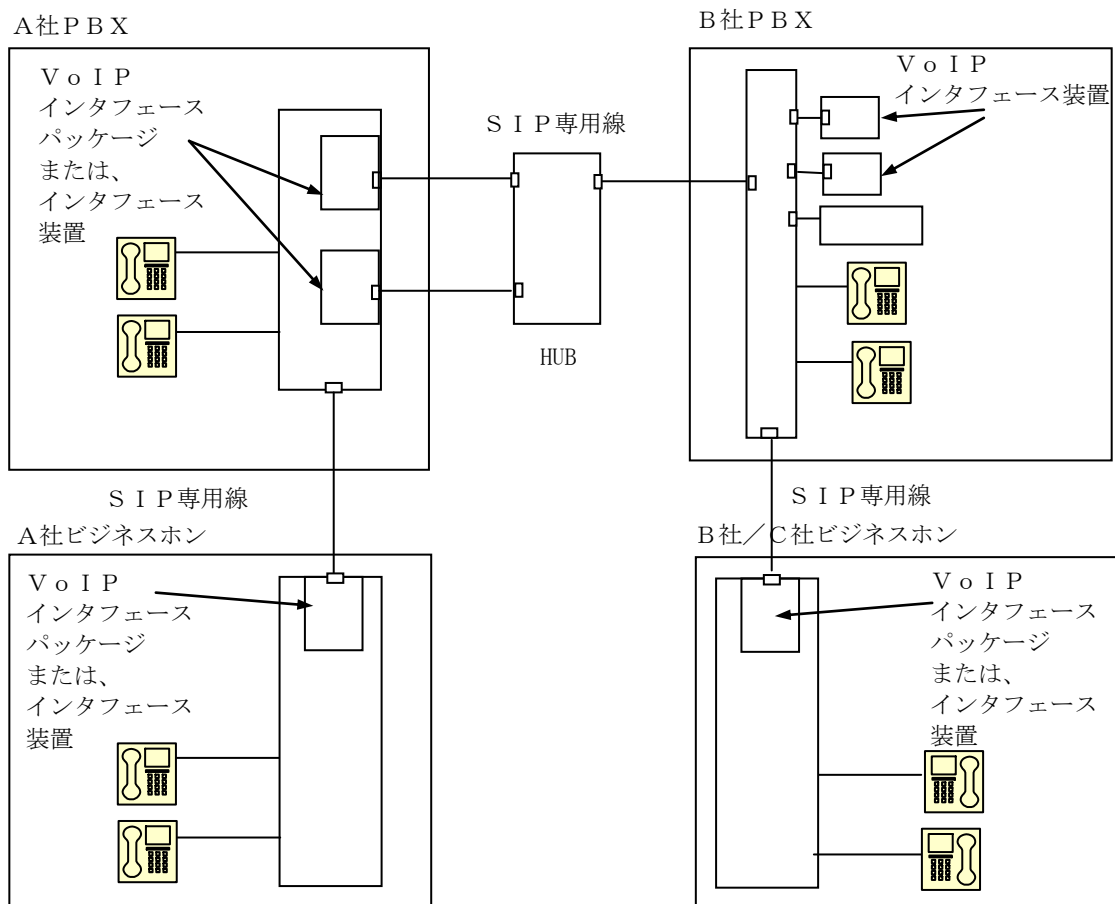 A社PBX
VoIP
インタフェース
パッケージ
または、
インタフェース
装置
SIP専用線
HUB
B社PBX
VoIP
インタフェース装置
SIP専用線
A社ビジネスホン
VoIP
インタフェース
パッケージ
または、
インタフェース
装置
SIP専用線
B社／C社ビジネスホン
VoIP
インタフェース
パッケージ
または、
インタフェース
装置